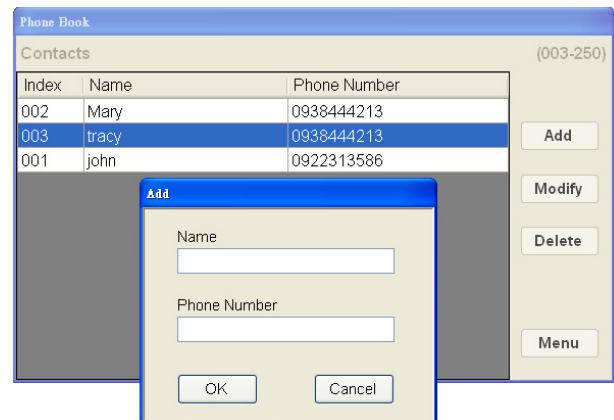 Phone Book
Contacts (003-250)
Index Name Phone Number
002 Mary 0938444213
003 tracy 0938444213
001 john 0922313586
Add
Modify
Delete
Menu
Add
Name
Phone Number
OK Cancel